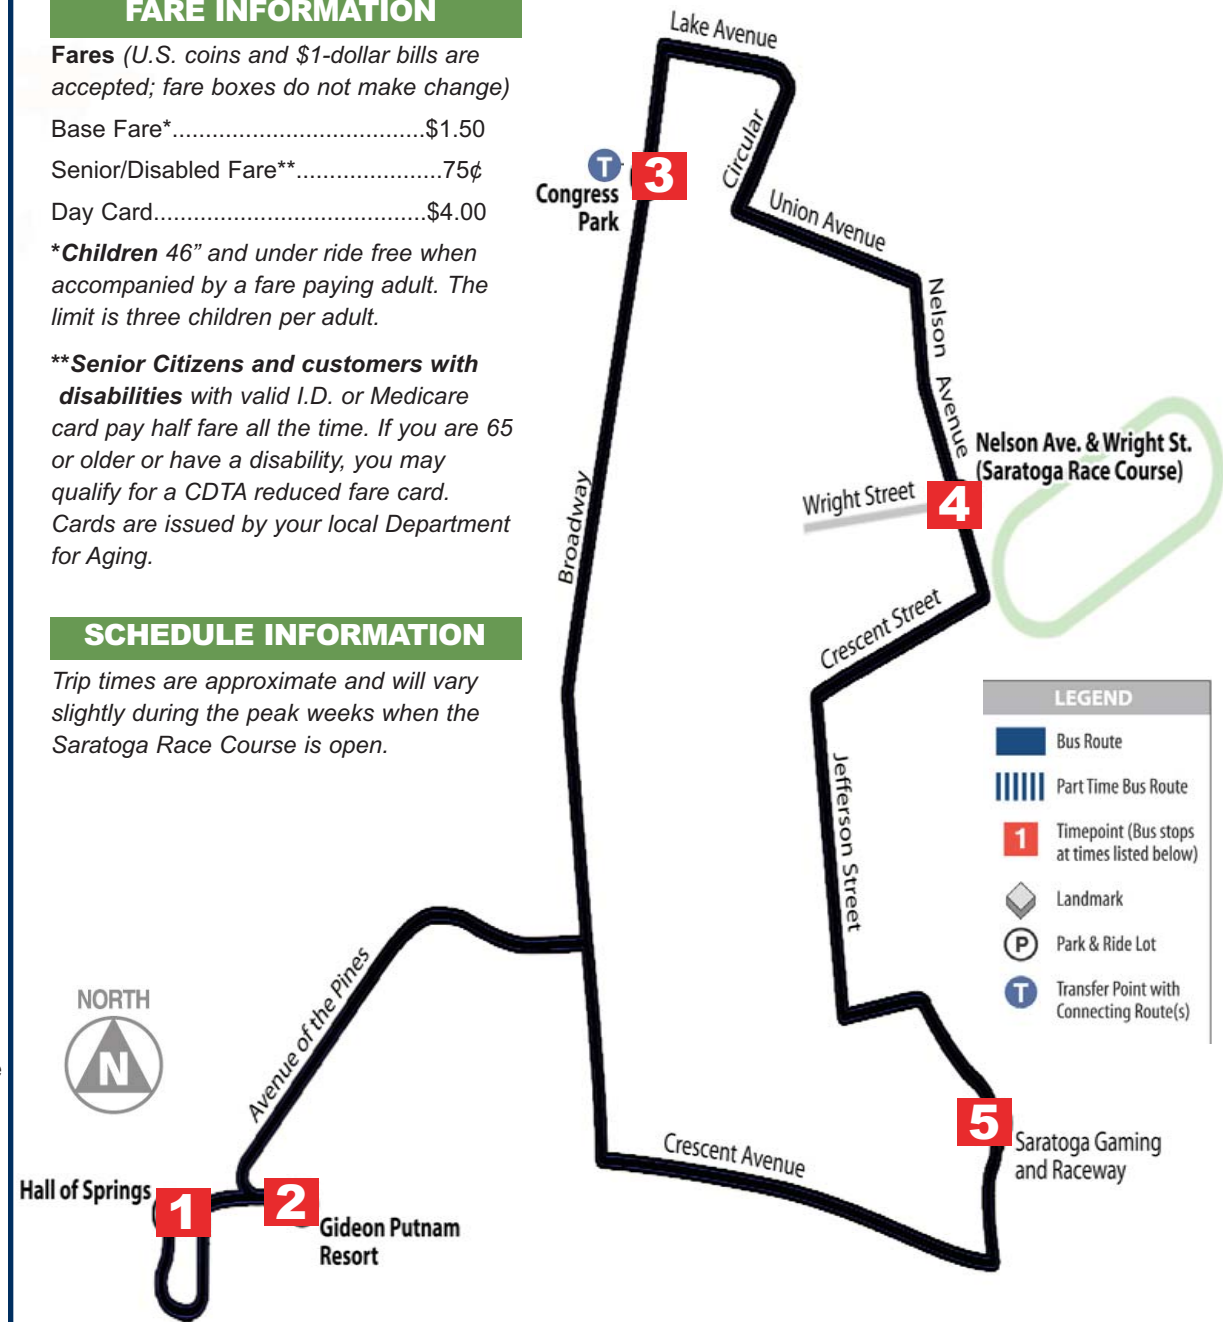 FARE INFORMATION
Fares (U.S. coins and $1-dollar bills are
accepted; fare boxes do not make change)
Base Fare*......................................$1.50
Senior/Disabled Fare**......................75¢
Day Card.........................................$4.00
*Children 46” and under ride free when
accompanied by a fare paying adult. The
limit is three children per adult.
**Senior Citizens and customers with
disabilities with valid I.D. or Medicare
card pay half fare all the time. If you are 65
or older or have a disability, you may
qualify for a CDTA reduced fare card.
Cards are issued by your local Department
for Aging.
SCHEDULE INFORMATION
Trip times are approximate and will vary
slightly during the peak weeks when the
Saratoga Race Course is open.
Lake Avenue
Circular
T
3
Congress
Park
Union Avenue
Nelson Avenue
Nelson Ave. & Wright St.
(Saratoga Race Course)
Wright Street
4
Broadway
Crescent Street
Jefferson Street
LEGEND
Bus Route
Part Time Bus Route
1
Timepoint (Bus stops
at times listed below)
Landmark
P
Park & Ride Lot
T
Transfer Point with
Connecting Route(s)
NORTH
N
Avenue of the Pines
5
Saratoga Gaming
and Raceway
Crescent Avenue
Hall of Springs
1
2
Gideon Putnam
Resort